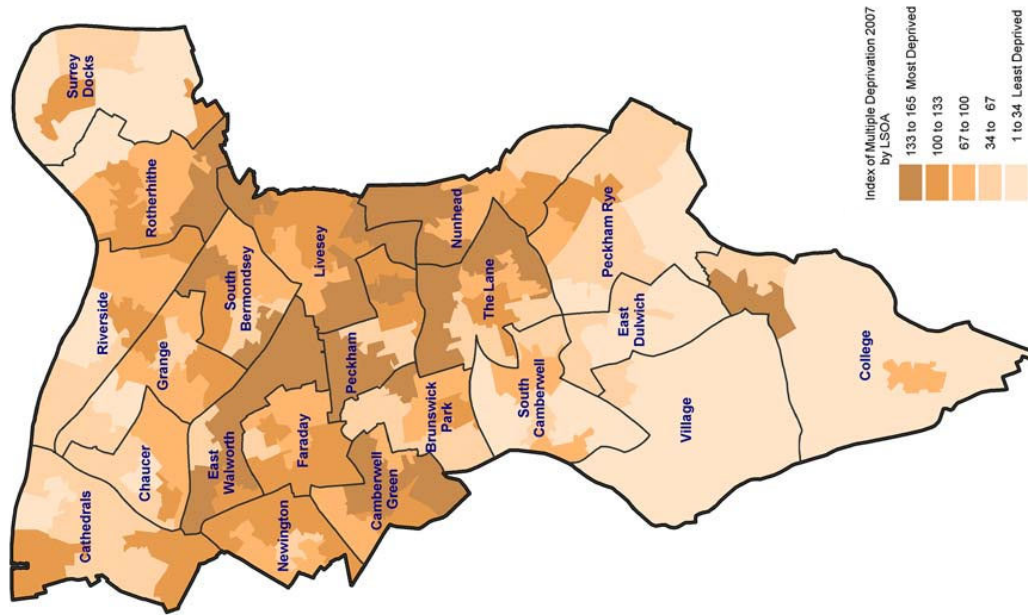 Surrey
Docks
Rotherhithe
Riverside
South
Bermondsey
Livesey
Nunhead
Grange
Peckham Rye
The Lane
Cathedrals
Chaucer
East
Walworth
Faraday
Peckham
Newington
Camberwell
Green
Brunswick
Park
South
Camberwell
East
Dulwich
Village
College
Index of Multiple Deprivation 2007
by LSOA
133 to 165 Most Deprived
100 to 133
67 to 100
34 to 67
1 to 34 Least Deprived